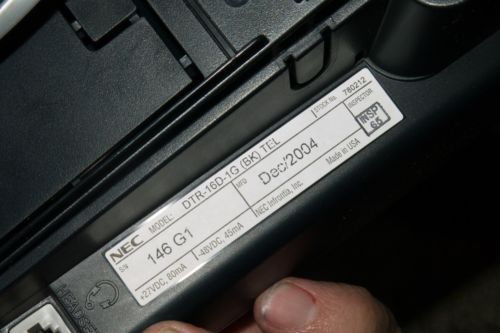 NEC MODEL: DTR-16D-1G (BK) TEL STOCK No. 780212
S/N 146 G1 MFD Dec/2004 INSPECTOR INSP 65
+27VDC, 80mA -48VDC, 45mA NEC Infrontia, Inc. Made in USA
HEADSET